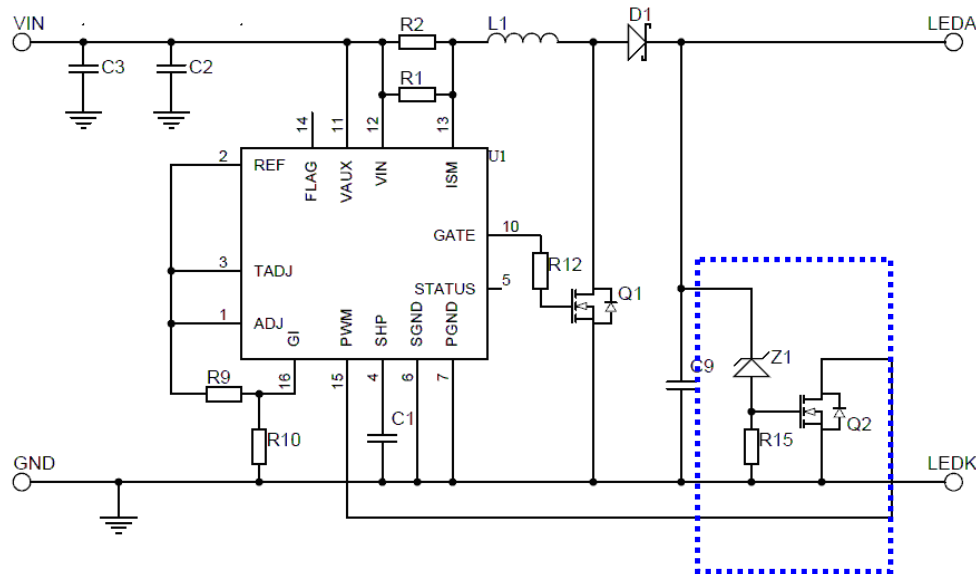 VIN
R2
L1
D1
LEDA
C3
C2
R1
14
11
12
13
U1
2
REF
FLAG
VAUX
VIN
ISM
GATE
10
R12
3
TADJ
STATUS
5
Q1
1
ADJ
GI
PWM
SHP
SGND
PGND
C9
Z1
R9
16
15
4
6
7
C1
R10
R15
Q2
GND
LEDK